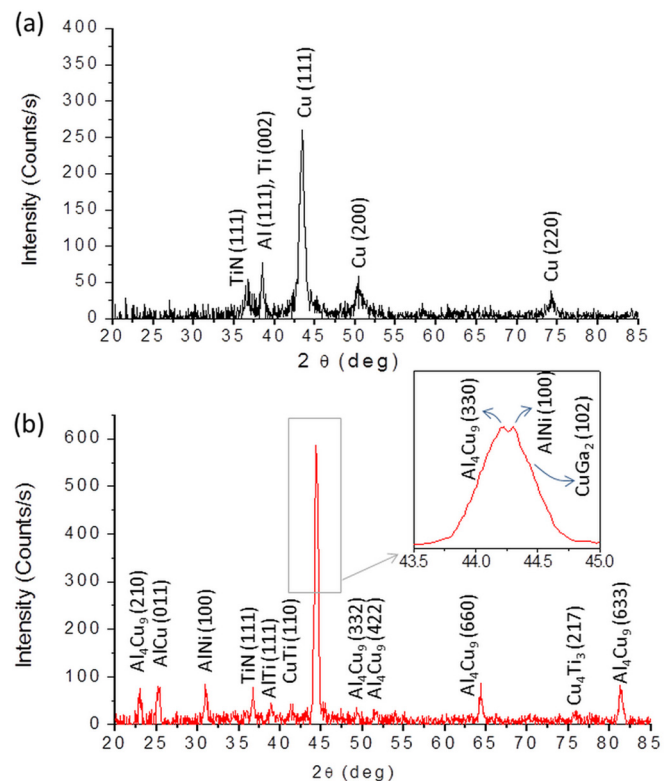 (a)
400
350
300
250
200
150
100
50
0
Intensity (Counts/s)
TiN (111)
Al (111), Ti (002)
Cu (111)
Cu (200)
Cu (220)
20 25 30 35 40 45 50 55 60 65 70 75 80 85
2 θ (deg)
(b)
600
500
400
300
200
100
0
Intensity (Counts/s)
Al₄Cu₉ (210)
AlCu (011)
AlNi (100)
TiN (111)
AlTi (111)
CuTi (110)
Al₄Cu₉ (332)
Al₄Cu₉ (422)
Al₄Cu₉ (660)
Cu₄Ti₃ (217)
Al₄Cu₉ (633)
Al₄Cu₉ (330)
AlNi (100)
CuGa₂ (102)
43.5 44.0 44.5 45.0
20 25 30 35 40 45 50 55 60 65 70 75 80 85
2θ (deg)